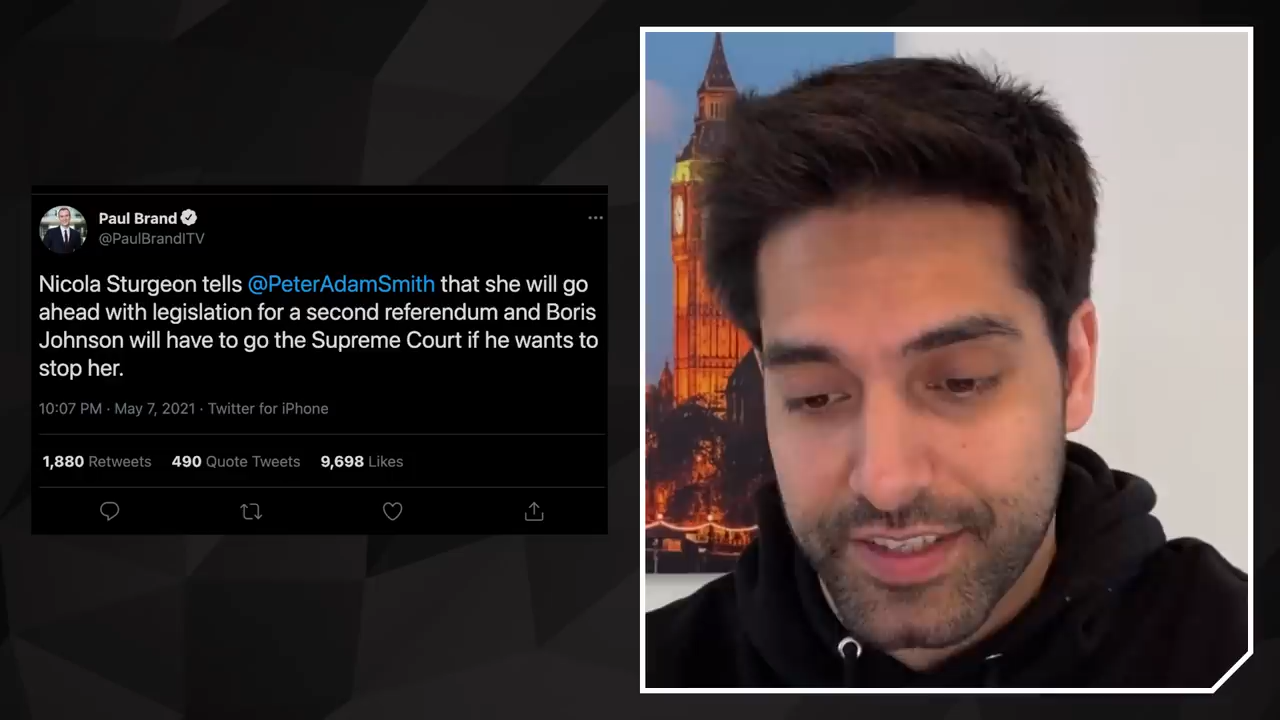 Paul Brand
@PaulBrandITV
Nicola Sturgeon tells @PeterAdamSmith that she will go
ahead with legislation for a second referendum and Boris
Johnson will have to go the Supreme Court if he wants to
stop her.
10:07 PM · May 7, 2021 · Twitter for iPhone
1,880 Retweets 490 Quote Tweets 9,698 Likes